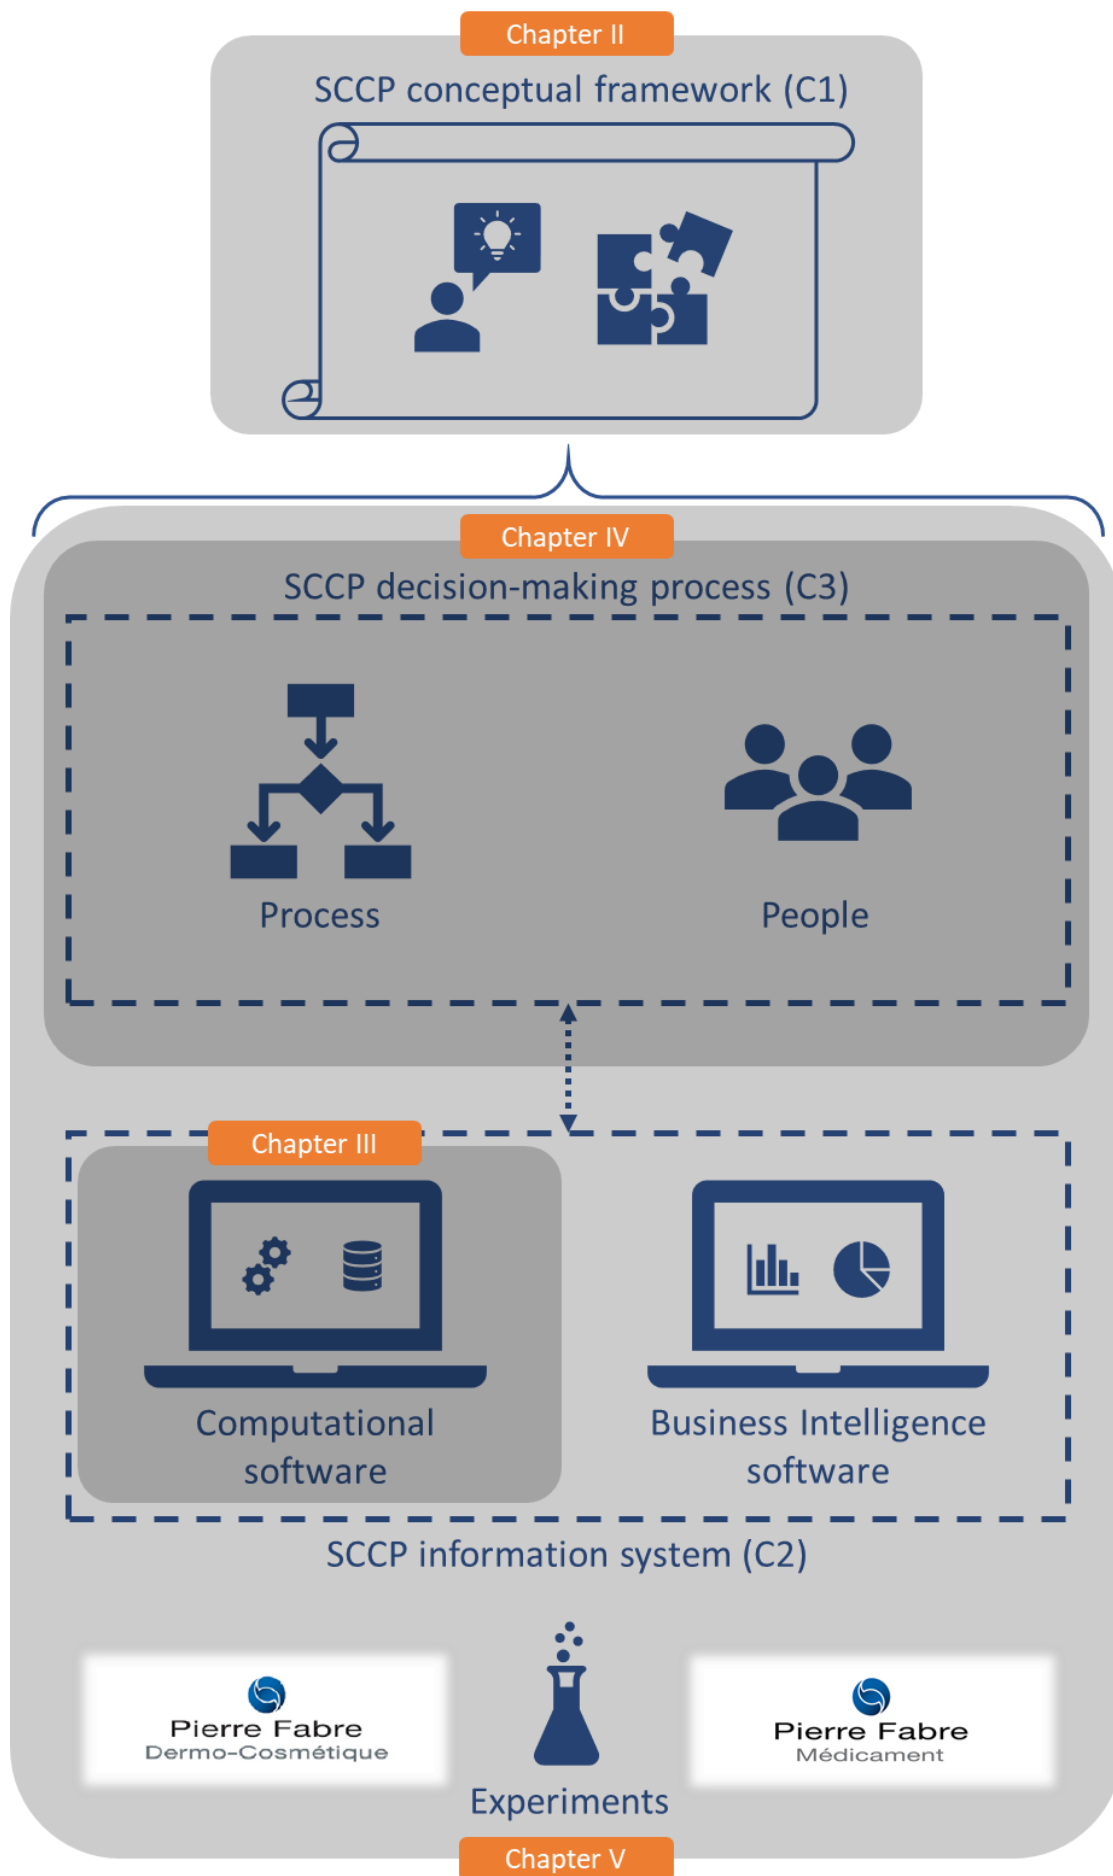 Chapter II
SCCP conceptual framework (C1)
Chapter IV
SCCP decision-making process (C3)
Process
People
Chapter III
Computational
software
Business Intelligence
software
SCCP information system (C2)
Pierre Fabre
Dermo-Cosmétique
Pierre Fabre
Médicament
Experiments
Chapter V